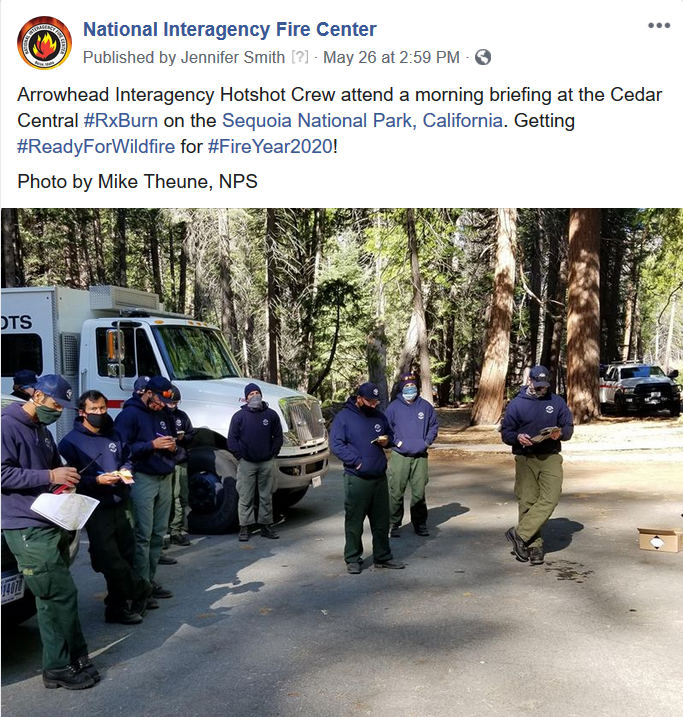 National Interagency Fire Center
Published by Jennifer Smith [?] · May 26 at 2:59 PM ·
Arrowhead Interagency Hotshot Crew attend a morning briefing at the Cedar
Central #RxBurn on the Sequoia National Park, California. Getting
#ReadyForWildfire for #FireYear2020!
Photo by Mike Theune, NPS
OTS